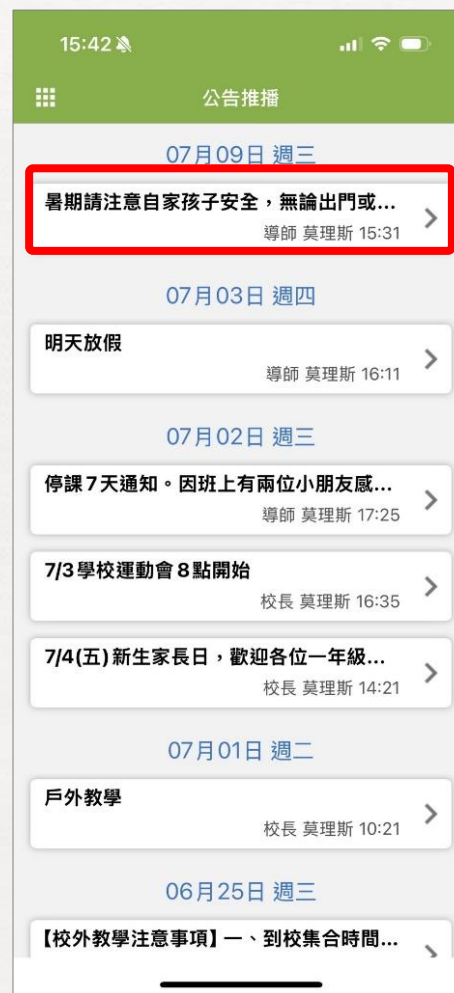 15:42
公告推播
07月09日 週三
暑期請注意自家孩子安全，無論出門或...
導師 莫理斯 15:31
07月03日 週四
明天放假
導師 莫理斯 16:11
07月02日 週三
停課7天通知。因班上有兩位小朋友感...
導師 莫理斯 17:25
7/3學校運動會8點開始
校長 莫理斯 16:35
7/4(五)新生家長日，歡迎各位一年級...
校長 莫理斯 14:21
07月01日 週二
戶外教學
校長 莫理斯 10:21
06月25日 週三
【校外教學注意事項】一、到校集合時間...